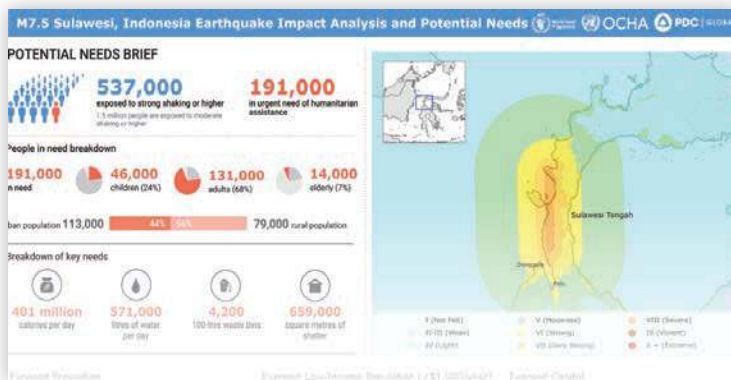 M7.5 Sulawesi, Indonesia Earthquake Impact Analysis and Potential Needs OCHA PDC GLOBAL
POTENTIAL NEEDS BRIEF
537,000
exposed to strong shaking or higher
1.5 million people are exposed to moderate
shaking or higher
191,000
in urgent need of humanitarian
assistance
People in need breakdown
191,000
in need
46,000
children (24%)
131,000
adults (68%)
14,000
elderly (7%)
ban population 113,000
44% 56%
79,000 rural population
Breakdown of key needs
401 million
calories per day
571,000
litres of water
per day
4,200
100-litre waste bins
659,000
square metres of
shelter
Sulawesi Tengah
Donggala
Palu
I (Not Felt)
II-III (Weak)
IV (Light)
V (Moderate)
VI (Strong)
VII (Very Strong)
VIII (Severe)
IX (Violent)
X + (Extreme)